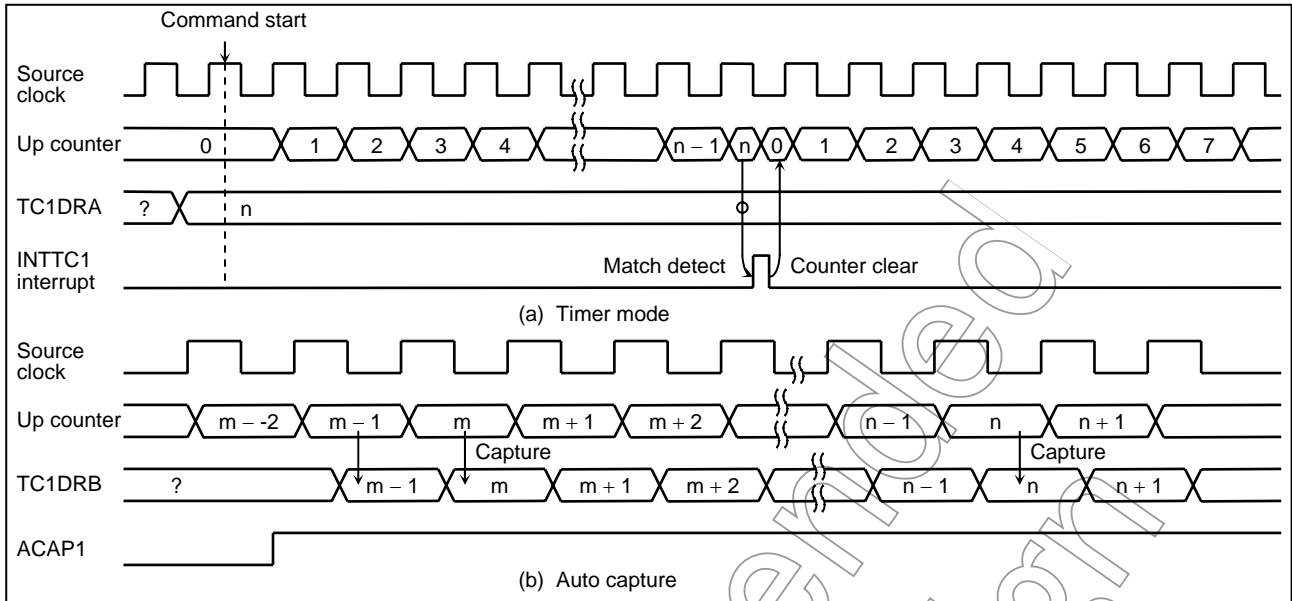 Command start
Source clock
Up counter 0 1 2 3 4 n − 1 n 0 1 2 3 4 5 6 7
TC1DRA ? n
INTTC1 interrupt
Match detect Counter clear
(a) Timer mode
Source clock
Up counter m − -2 m − 1 m m + 1 m + 2 n − 1 n n + 1
Capture Capture
TC1DRB ? m − 1 m m + 1 m + 2 n − 1 n n + 1
ACAP1
(b) Auto capture